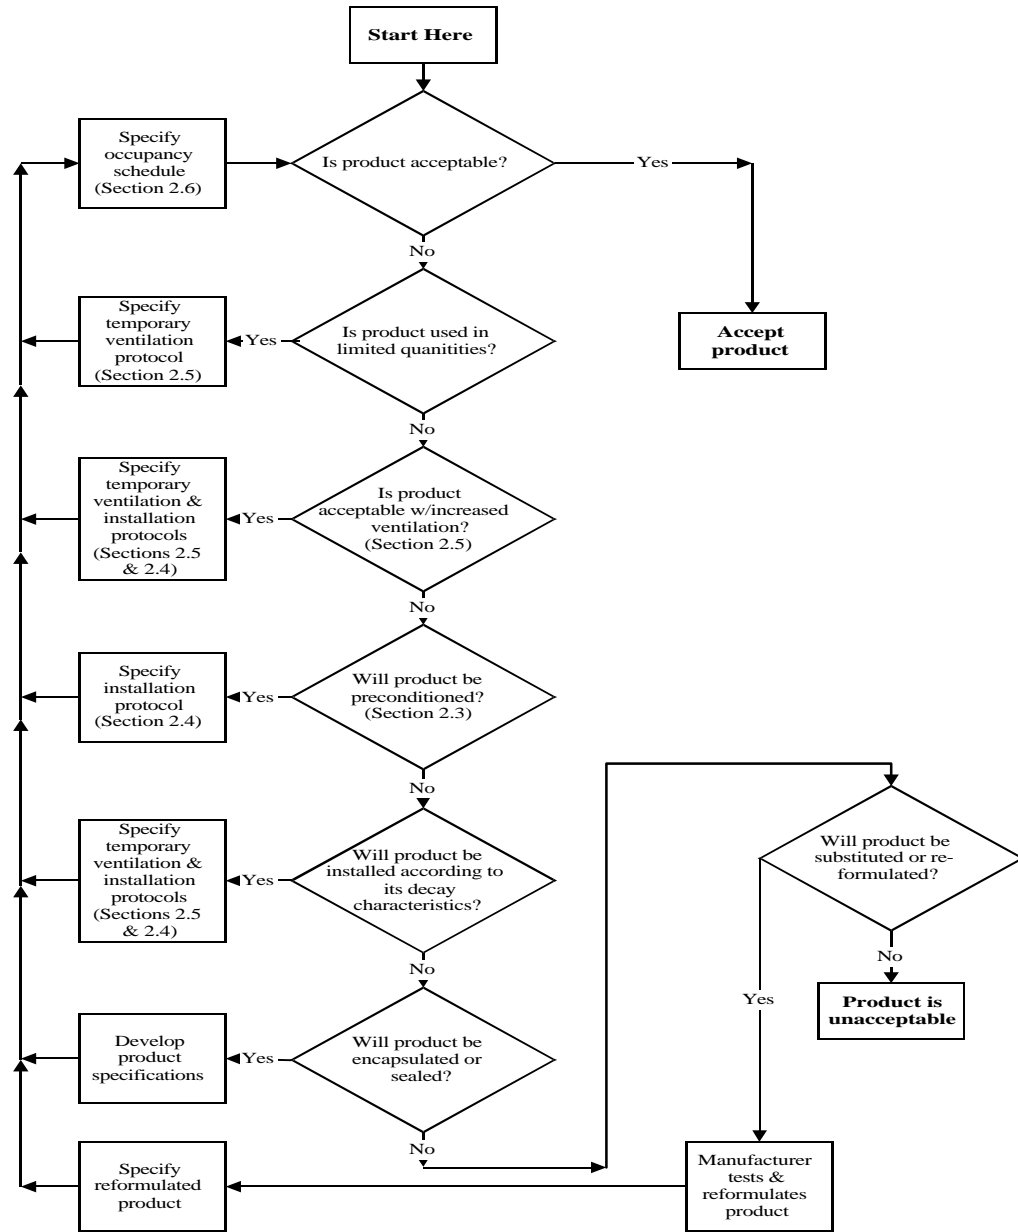 Start Here
Specify
occupancy
schedule
(Section 2.6)
Is product acceptable?
Yes
No
Specify
temporary
ventilation
protocol
(Section 2.5)
Yes
Is product used in
limited quanitities?
Accept
product
No
Specify
temporary
ventilation &
installation
protocols
(Sections 2.5
& 2.4)
Yes
Is product
acceptable w/increased
ventilation?
(Section 2.5)
No
Specify
installation
protocol
(Section 2.4)
Yes
Will product be
preconditioned?
(Section 2.3)
No
Specify
temporary
ventilation &
installation
protocols
(Sections 2.5
& 2.4)
Yes
Will product be
installed according to
its decay
characteristics?
Will product be
substituted or re-
formulated?
No
No
Yes
Product is
unacceptable
Develop
product
specifications
Yes
Will product be
encapsulated or
sealed?
No
Specify
reformulated
product
Manufacturer
tests &
reformulates
product